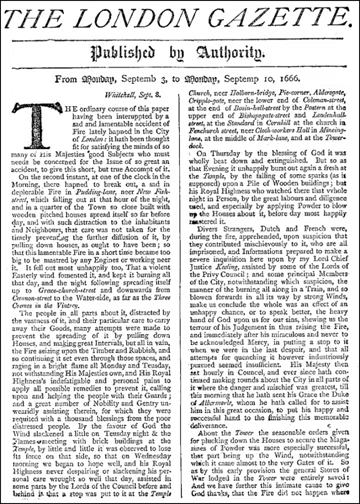 THE LONDON GAZETTE.
Published by Authority.
From Monday, Septemb 3, to Monday, Septemp 10, 1666.
Whitehall, Sept. 8.
THE ordinary course of this paper
having been interrupted by a
sad and lamentable accident of
Fire lately hapned in the City
of London: it hath been thought
fit for satisfying the minds of so
many of His Majesties good Subjects who must
needs be concerned for the Issue of so great an
accident, to give this short, but true Accompt of it.
On the second instant, at one of the clock in the
Morning, there hapned to break out, a sad in
deplorable Fire in Pudding-lane, neer New Fish-
street, which falling out at that hour of the night,
and in a quarter of the Town so close built with
wooden pitched houses spread itself so far before
day, and with such distraction to the inhabitants
and Neighbours, that care was not taken for the
timely preventing the further diffusion of it, by
pulling down houses, as ought to have been; so
that this lamentable Fire in a short time became too
big to be mastered by any Engines or working neer
it. It fell out most unhappily too, That a violent
Easterly wind fomented it, and kept it burning all
that day, and the night following spreading itself
up to Grace-church-street and downwards from
Cannon-street to the Water-side, as far as the Three
Cranes in the Vintrey.
The people in all parts about it, distracted by
the vastness of it, and their particular care to carry
away their Goods, many attempts were made to
prevent the spreading of it by pulling down
Houses, and making great Intervals, but all in vain,
the Fire seizing upon the Timber and Rubbish, and
so continuing it set even through those spaces, and
raging in a bright flame all Monday and Tuesday,
not withstanding His Majesties own, and His Royal
Highness's indefatigable and personal pains to
apply all possible remedies to prevent it, calling
upon and helping the people with their Guards;
and a great number of Nobility and Gentry un-
wearidly assisting therein, for which they were
requited with a thousand blessings from the poor
distressed people. By the favour of God the
Wind slackened a little on Tuesday night & the
Flames meeting with brick buildings at the
Temple, by little and little it was observed to lose
its force on that side, so that on Wednesday
morning we began to hope well, and his Royal
Highness never despairing or slackening his per-
sonal care wrought so well that day, assisted in
some parts by the Lords of the Council before and
behind it that a stop was put to it at the Temple
Church, neer Holborn-bridge, Pie-corner, Aldersgate,
Cripple-gate, neer the lower end of Coleman-street,
at the end of Basin-hall-street by the Postern at the
upper end of Bishopsgate-street and Leadenhall-
street, at the Standard in Cornhill at the church in
Fenchurch street, neer Clothworkers Hall in Mincing-
lane, at the middle of Mark-lane, and at the Tower-
dock.
On Thursday by the blessing of God it was
wholly beat down and extinguished. But so as
that Evening it unhappily burst out again a fresh at
the Temple, by the falling of some sparks (as is
supposed) upon a Pile of Wooden buildings; but
his Royal Highness who watched there that whole
night in Person, by the great labours and diligence
used, and especially by applying Powder to blow
up the Houses about it, before day most happily
mastered it.
Divers Strangers, Dutch and French were,
during the fire, apprehended, upon suspicion that
they contributed mischievously to it, who are all
imprisoned, and Informations prepared to make a
severe inquisition here upon by my Lord Chief
Justice Keeling, assisted by some of the Lords of
the Privy Council; and some principal Members
of the City, notwithstanding which suspicion, the
manner of the burning all along in a Train, and so
blowen forwards in all its way by strong Winds,
make us conclude the whole was an effect of an
unhappy chance, or to speak better, the heavy
hand of God upon us for our sins, shewing us the
terrour of his Judgement in thus raising the Fire,
and immediately after his miraculous and never to
be acknowledged Mercy, in putting a stop to it
when we were in the last despair, and that all
attempts for quenching it however industriously
pursued seemed insufficient. His Majesty then
sat hourly in Council, and ever since hath con-
tinued making rounds about the City in all parts of
it where the danger and mischief was greatest, till
this morning that he hath sent his Grace the Duke
of Albemarle, whom he hath called for to assist
him in this great occasion, to put his happy and
successful hand to the finishing this memorable
deliverance.
About the Tower the seasonable orders given
for plucking down the Houses to secure the Maga
zines of Powder was more especially successful,
that part being up the Wind, notwithstanding
which it came almost to the very Gates of it. So
as by this early provision the general Stores of
War lodged in the Tower were entirely saved:
And we have further this infinite cause to give
God thanks, that the Fire did not happen where